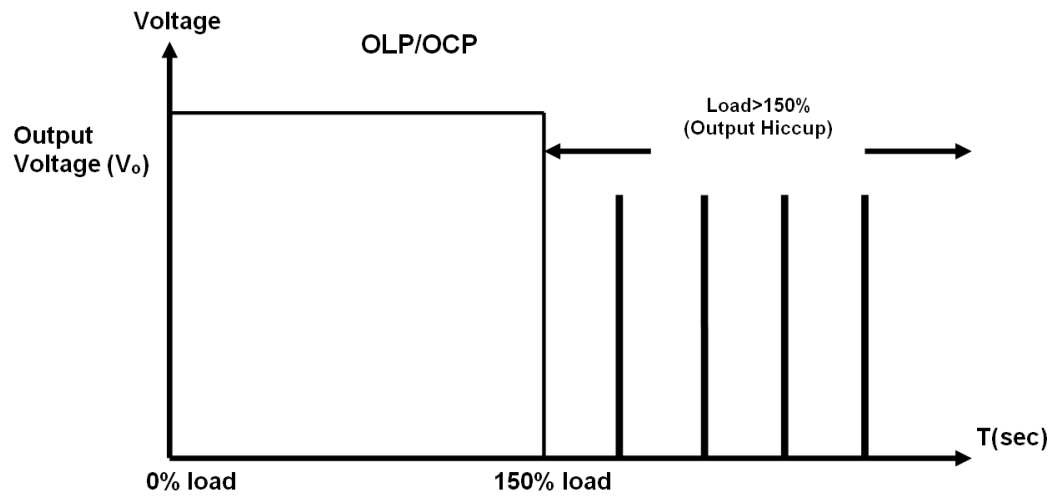 Voltage
OLP/OCP
Load>150%
(Output Hiccup)
Output
Voltage (Vₒ)
T(sec)
0% load
150% load